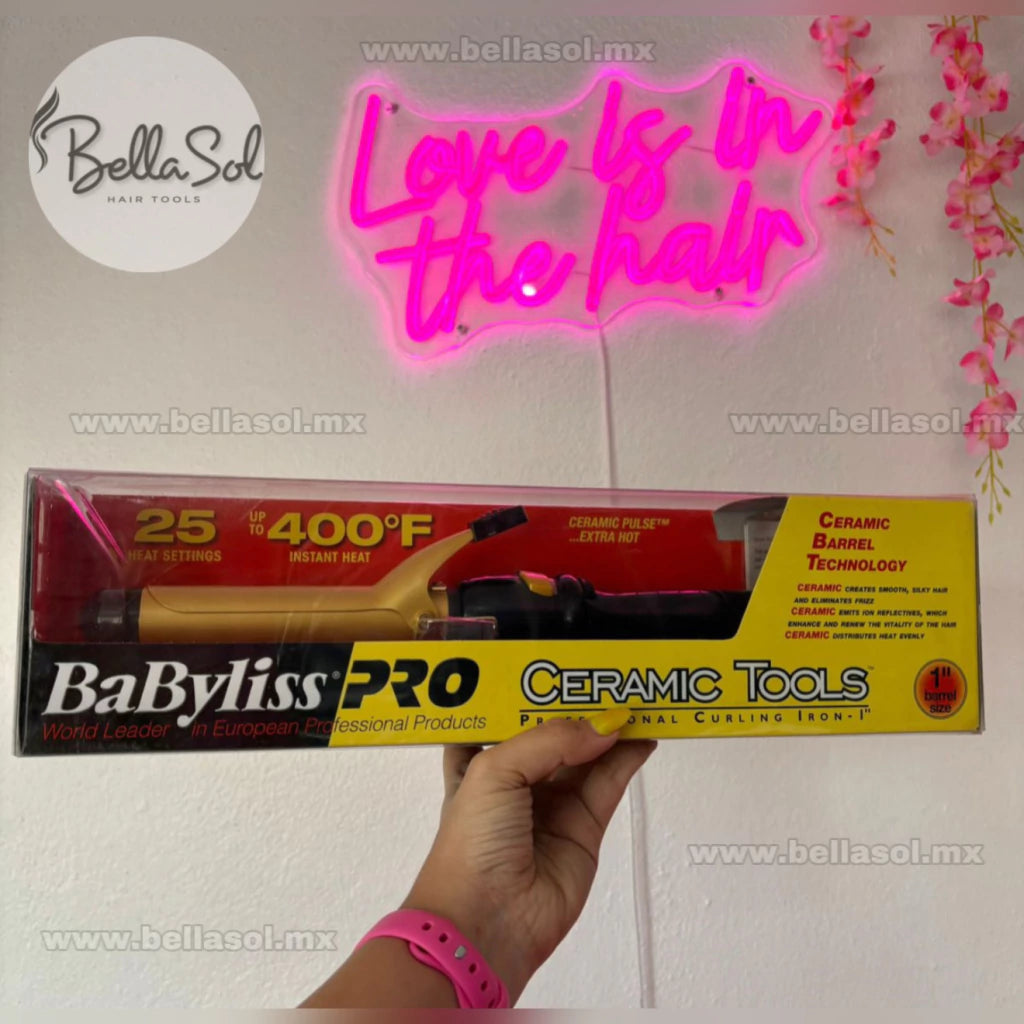 www.bellasol.mx
BellaSol
HAIR TOOLS
Love is in
the hair
www.bellasol.mx
www.bellasol.mx
25
HEAT SETTINGS
UP TO 400°F
INSTANT HEAT
CERAMIC PULSE™
...EXTRA HOT
CERAMIC
BARREL
TECHNOLOGY
CERAMIC CREATES SMOOTH, SILKY HAIR
AND ELIMINATES FRIZZ
CERAMIC EMITS ION REFLECTIVES, WHICH
ENHANCE AND RENEW THE VITALITY OF THE HAIR
CERAMIC DISTRIBUTES HEAT EVENLY
BaByliss® PRO
World Leader in European Professional Products
CERAMIC TOOLS™
CURLING IRON-1"
1"
barrel
size
www.bellasol.mx
www.bellasol.mx